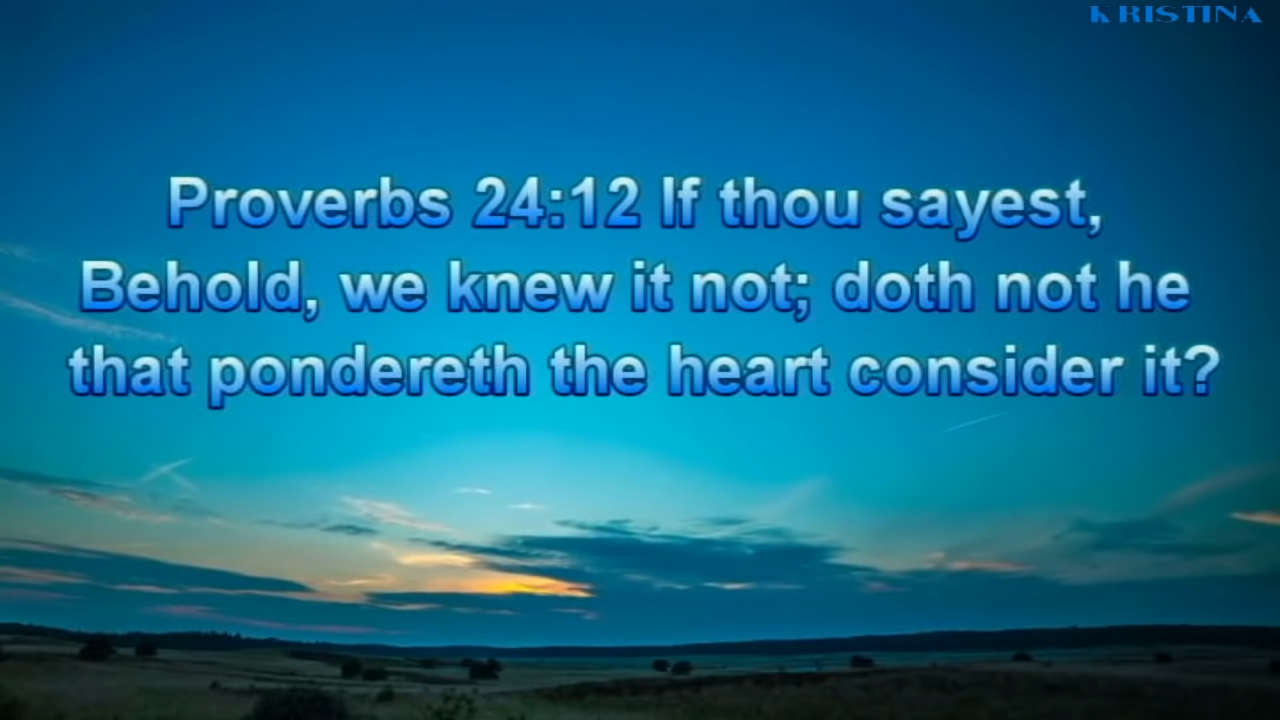 KRISTINA
Proverbs 24:12 If thou sayest,
Behold, we knew it not; doth not he
that pondereth the heart consider it?